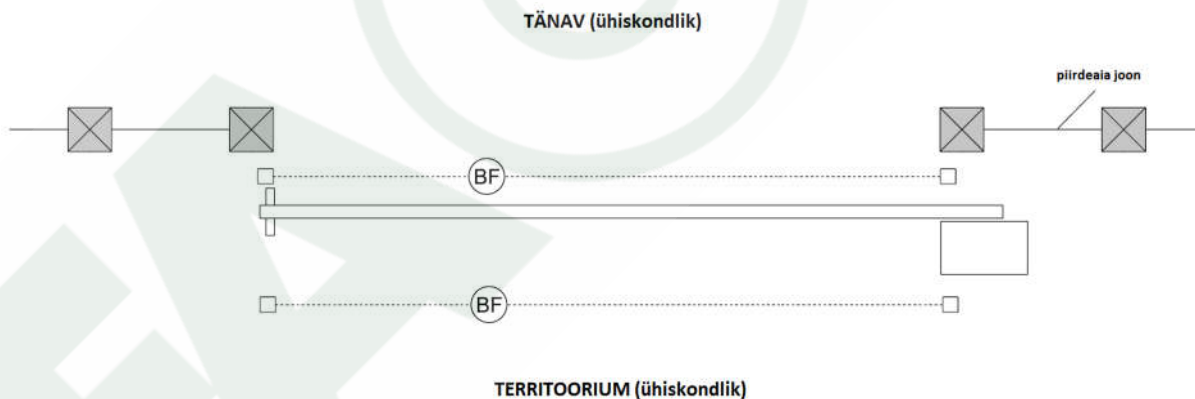 TÄNAV (ühiskondlik)
piirdeaia joon
BF
BF
TERRITOORIUM (ühiskondlik)